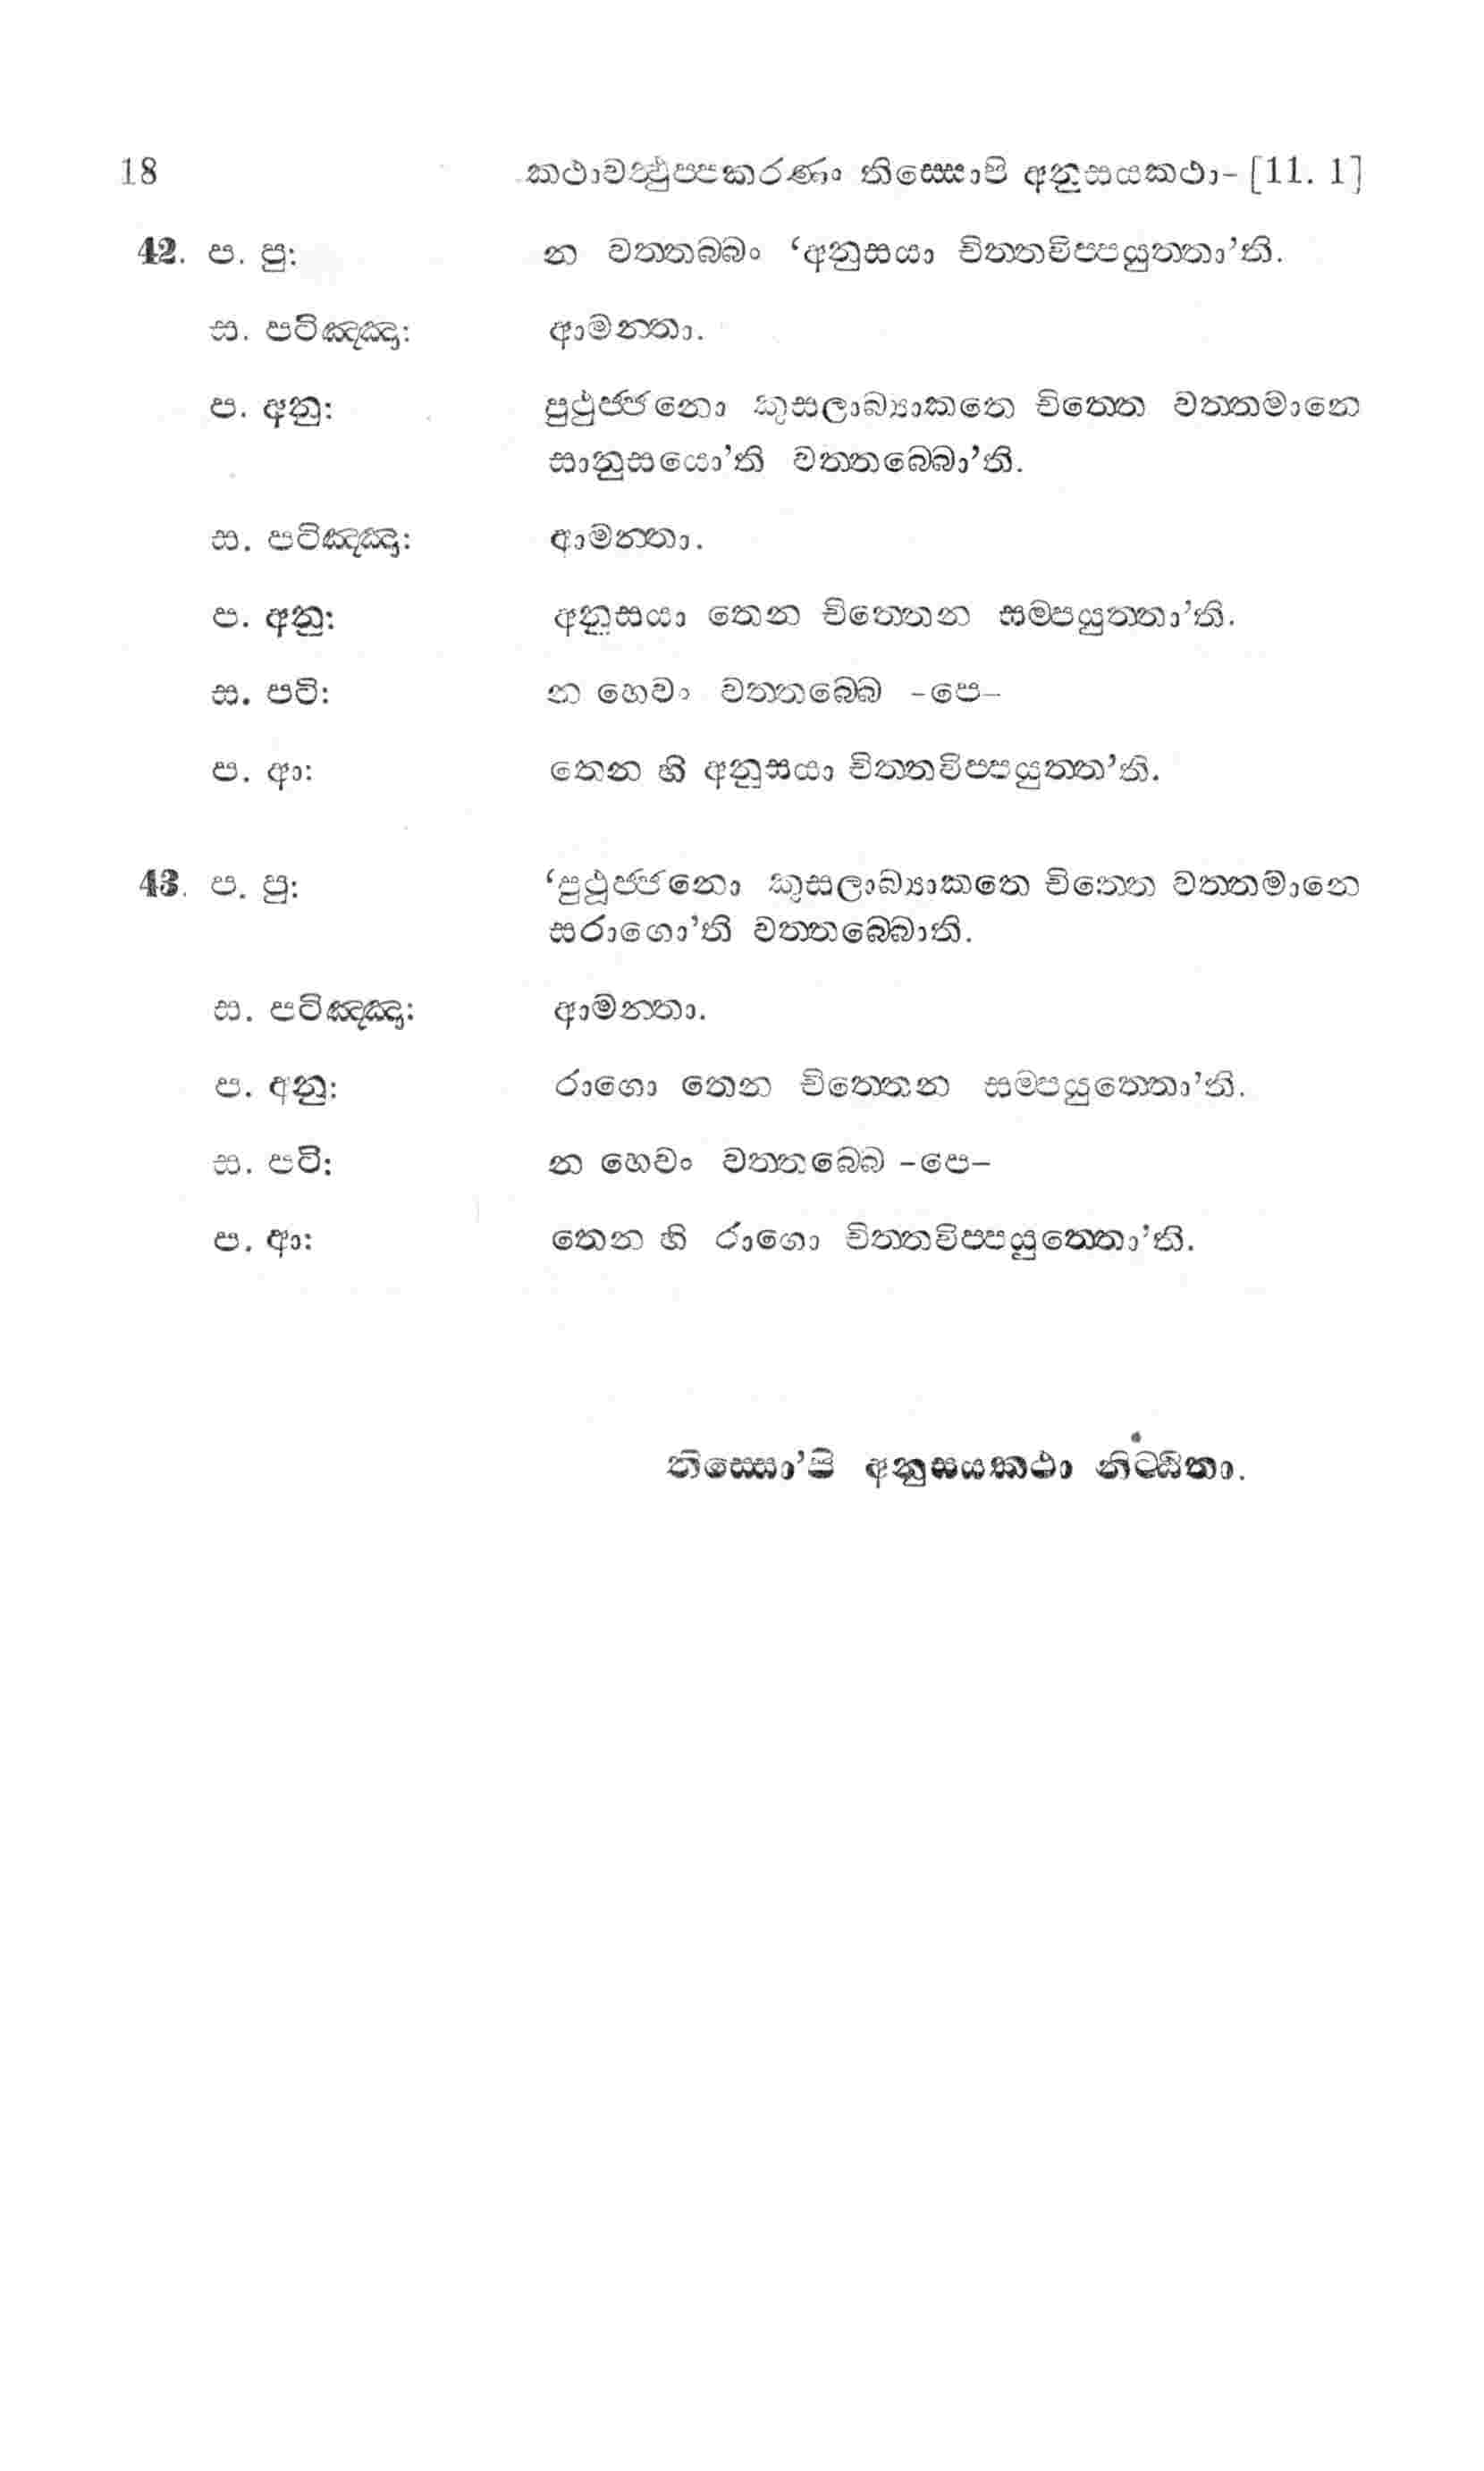 18 කථාවත්‍ථුප්පකරණං තිස්සොපි අනුසයකථා- [11. 1]
42. ප. පු: න වත්තබ්බං ‘අනුසයා චිත්තවිප්පයුත්තා’ති.
ස. පටිඤ්ඤා: ආමන්තා.
ප. අනු: පුථුජ්ජනො කුසලාබ්‍යාකතෙ චිත්තෙ වත්තමානෙ
සානුසයො’ති වත්තබ්බො’ති.
ස. පටිඤ්ඤා: ආමන්තා.
ප. අනු: අනුසයා තෙන චිත්තෙන සම්පයුත්තා’ති.
ස. පටි: න හෙවං වත්තබ්බෙ -පෙ-
ප. ආ: තෙන හි අනුසයා චිත්තවිප්පයුත්ත’ති.
43. ප. පු: ‘පුථූජ්ජනො කුසලාබ්‍යාකතෙ චිත්තෙ වත්තමානෙ
සරාගො’ති වත්තබ්බොති.
ස. පටිඤ්ඤා: ආමන්තා.
ප. අනු: රාගො තෙන චිත්තෙන සම්පයුත්තො’ති.
ස. පටි: න හෙවං වත්තබ්බෙ -පෙ-
ප. ආ: තෙන හි රාගො චිත්තවිප්පයුත්තො’ති.
තිස්සො’පි අනුසයකථා නිට්ඨිතා.